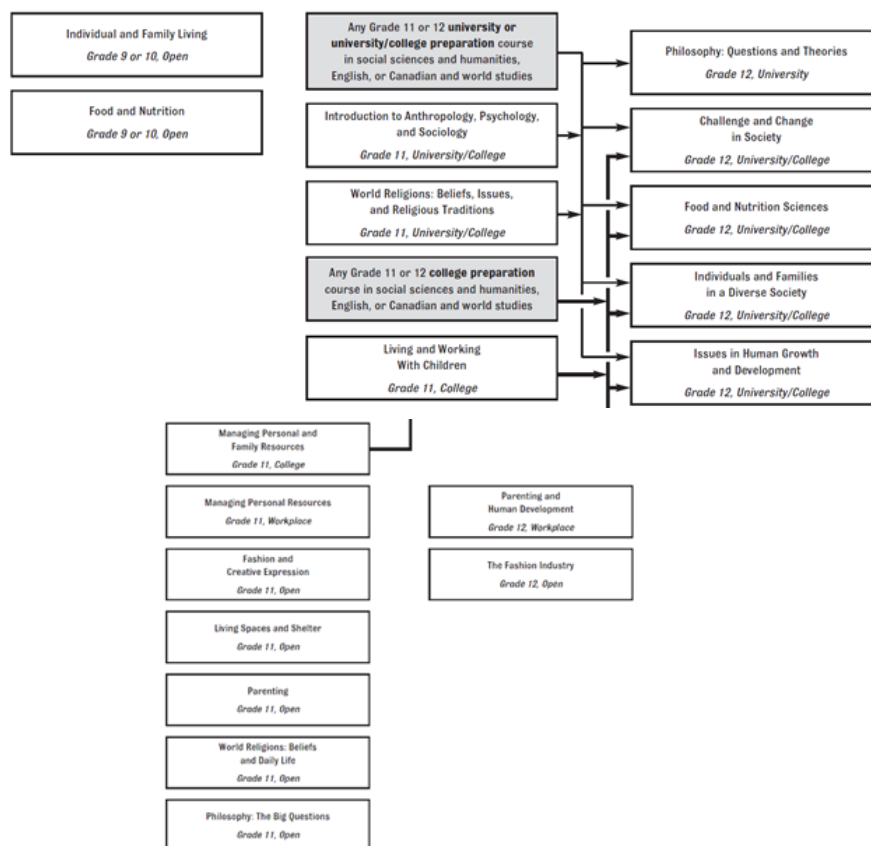 Individual and Family Living
Grade 9 or 10, Open
Food and Nutrition
Grade 9 or 10, Open
Any Grade 11 or 12 university or
university/college preparation course
in social sciences and humanities,
English, or Canadian and world studies
Introduction to Anthropology, Psychology,
and Sociology
Grade 11, University/College
World Religions: Beliefs, Issues,
and Religious Traditions
Grade 11, University/College
Any Grade 11 or 12 college preparation
course in social sciences and humanities,
English, or Canadian and world studies
Living and Working
With Children
Grade 11, College
Philosophy: Questions and Theories
Grade 12, University
Challenge and Change
in Society
Grade 12, University/College
Food and Nutrition Sciences
Grade 12, University/College
Individuals and Families
in a Diverse Society
Grade 12, University/College
Issues in Human Growth
and Development
Grade 12, University/College
Managing Personal and
Family Resources
Grade 11, College
Managing Personal Resources
Grade 11, Workplace
Fashion and
Creative Expression
Grade 11, Open
Living Spaces and Shelter
Grade 11, Open
Parenting
Grade 11, Open
World Religions: Beliefs
and Daily Life
Grade 11, Open
Philosophy: The Big Questions
Grade 11, Open
Parenting and
Human Development
Grade 12, Workplace
The Fashion Industry
Grade 12, Open